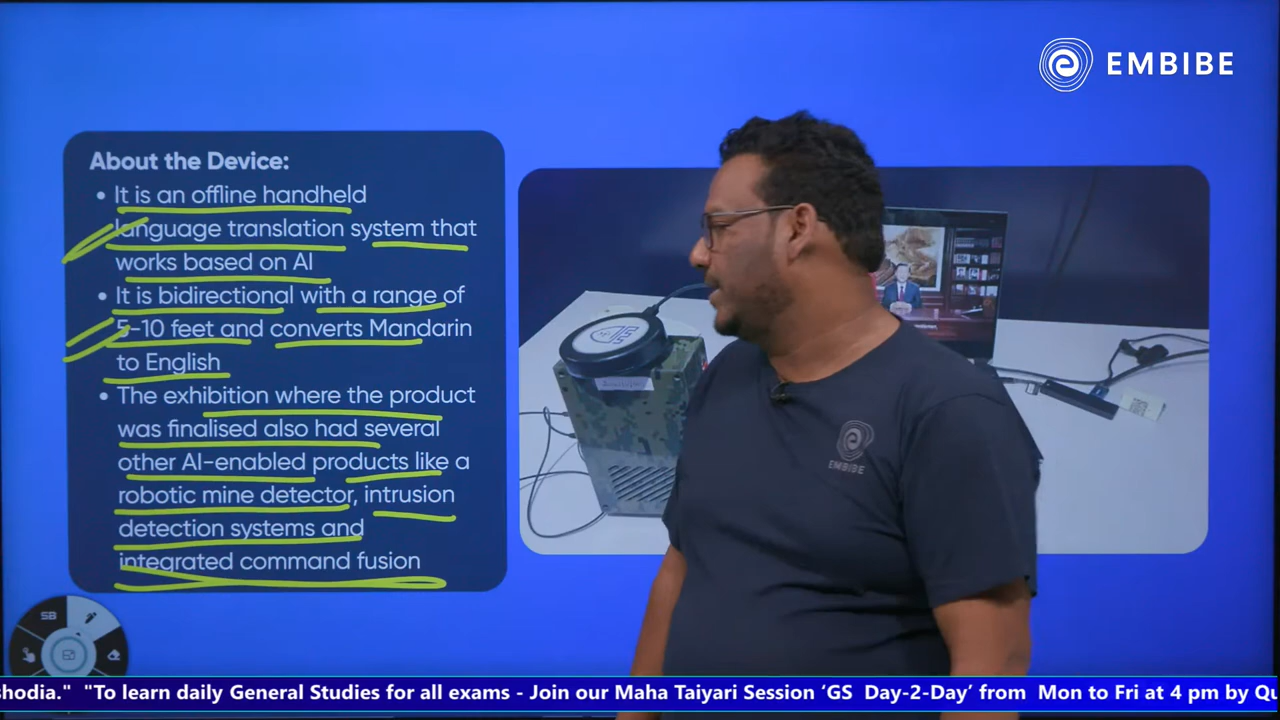 EMBIBE
About the Device:
• It is an offline handheld
language translation system that
works based on AI
• It is bidirectional with a range of
5-10 feet and converts Mandarin
to English
• The exhibition where the product
was finalised also had several
other AI-enabled products like a
robotic mine detector, intrusion
detection systems and
integrated command fusion
EMBIBE
SB
hodia." "To learn daily General Studies for all exams - Join our Maha Taiyari Session ‘GS Day-2-Day’ from Mon to Fri at 4 pm by Qu